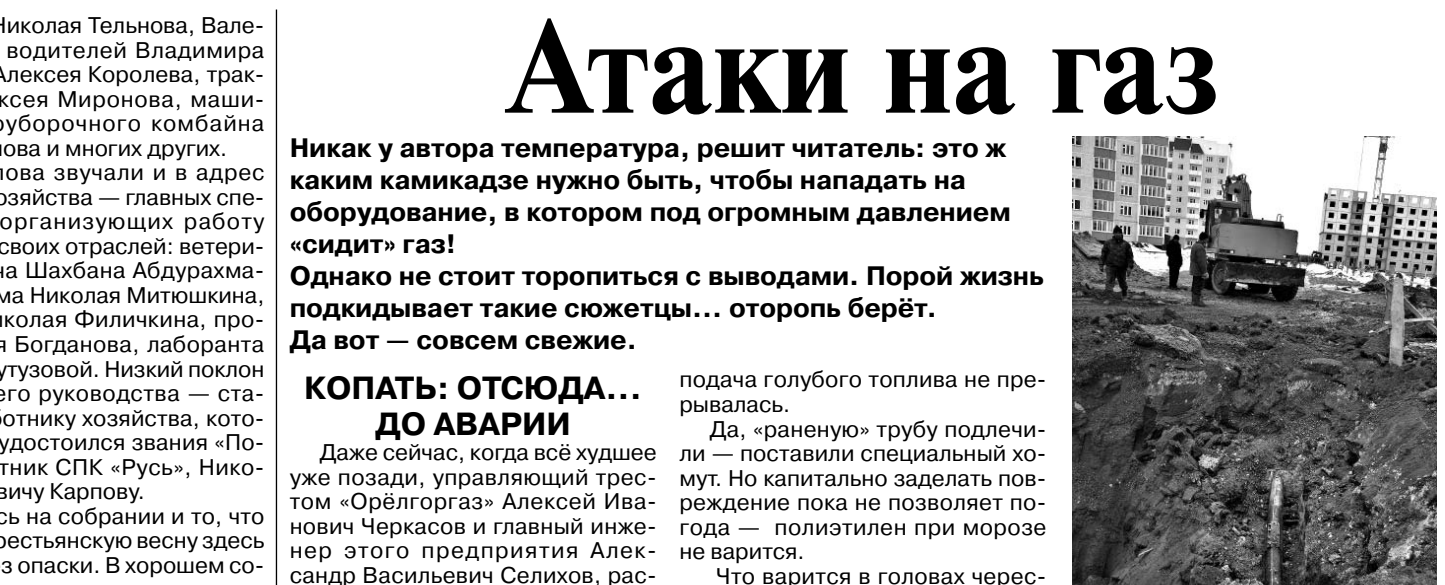 Николая Тельнова, Вале-
водителей Владимира
Алексея Королева, трак-
ксея Миронова, маши-
руборочного комбайна
нова и многих других.
лова звучали и в адрес
озяйства — главных спе-
организующих работу
своих отраслей: ветери-
на Шахбана Абдурахма-
ма Николая Митюшкина,
иколая Филичкина, про-
я Богданова, лаборанта
утузовой. Низкий поклон
его руководства — ста-
ботнику хозяйства, кото-
удостоился звания «По-
тник СПК «Русь», Нико-
вичу Карпову.
сь на собрании и то, что
рестьянскую весну здесь
ез опаски. В хорошем со-
Атаки на газ
Никак у автора температура, решит читатель: это ж
каким камикадзе нужно быть, чтобы нападать на
оборудование, в котором под огромным давлением
«сидит» газ!
Однако не стоит торопиться с выводами. Порой жизнь
подкидывает такие сюжетцы... оторопь берёт.
Да вот — совсем свежие.
КОПАТЬ: ОТСЮДА...
ДО АВАРИИ
Даже сейчас, когда всё худшее
уже позади, управляющий трес-
том «Орёлгоргаз» Алексей Ива-
нович Черкасов и главный инже-
нер этого предприятия Алек-
сандр Васильевич Селихов, рас-
подача голубого топлива не пре-
рывалась.
Да, «раненую» трубу подлечи-
ли — поставили специальный хо-
мут. Но капитально заделать пов-
реждение пока не позволяет по-
года — полиэтилен при морозе
не варится.
Что варится в головах черес-